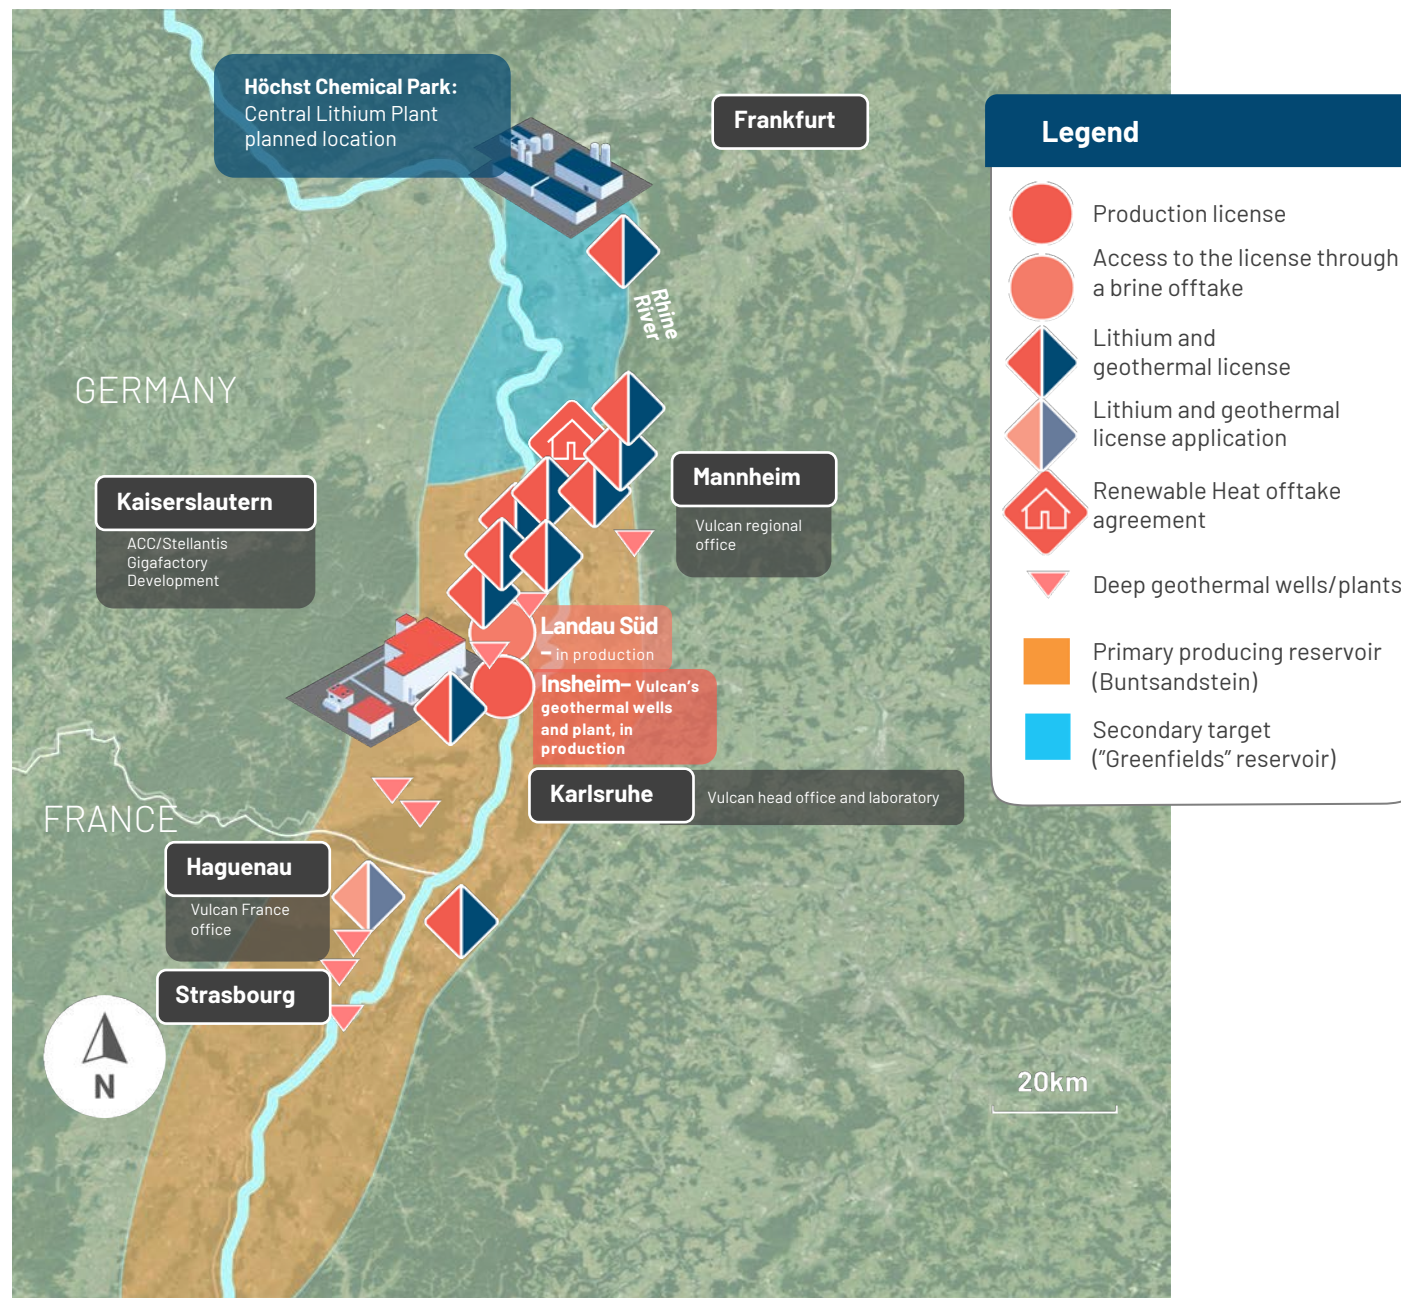 Höchst Chemical Park:
Central Lithium Plant
planned location
Frankfurt
Legend
Production license
Access to the license through
a brine offtake
Lithium and
geothermal license
Lithium and geothermal
license application
Renewable Heat offtake
agreement
Deep geothermal wells/plants
Primary producing reservoir
(Buntsandstein)
Secondary target
("Greenfields" reservoir)
Rhine
River
GERMANY
Kaiserslautern
ACC/Stellantis
Gigafactory
Development
Mannheim
Vulcan regional
office
Landau Süd
– in production
Insheim– Vulcan's
geothermal wells
and plant, in
production
Karlsruhe
Vulcan head office and laboratory
FRANCE
Haguenau
Vulcan France
office
Strasbourg
N
20km